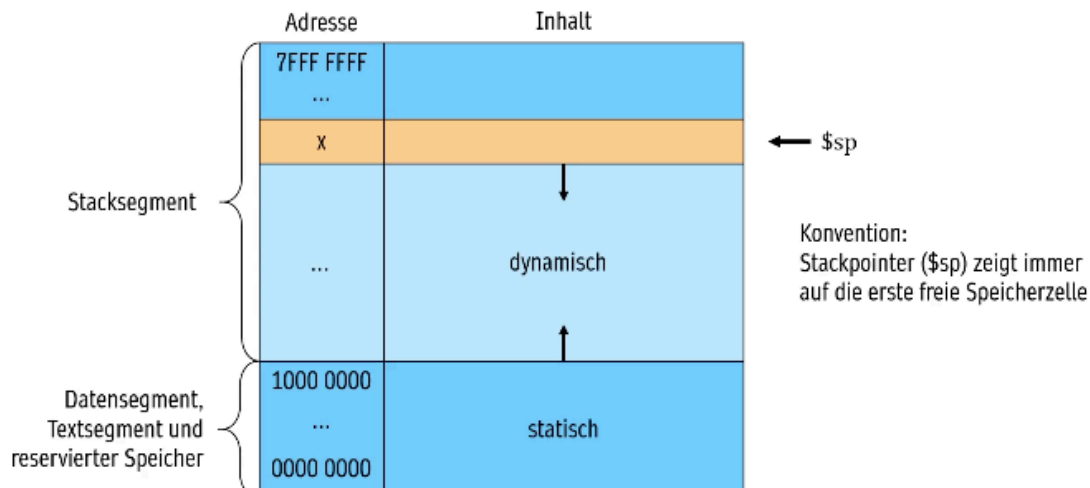 Adresse
Inhalt
7FFF FFFF
...
x
$sp
Stacksegment
...
dynamisch
Konvention:
Stackpointer ($sp) zeigt immer
auf die erste freie Speicherzelle
1000 0000
Datensegment,
Textsegment und
reservierter Speicher
...
statisch
0000 0000